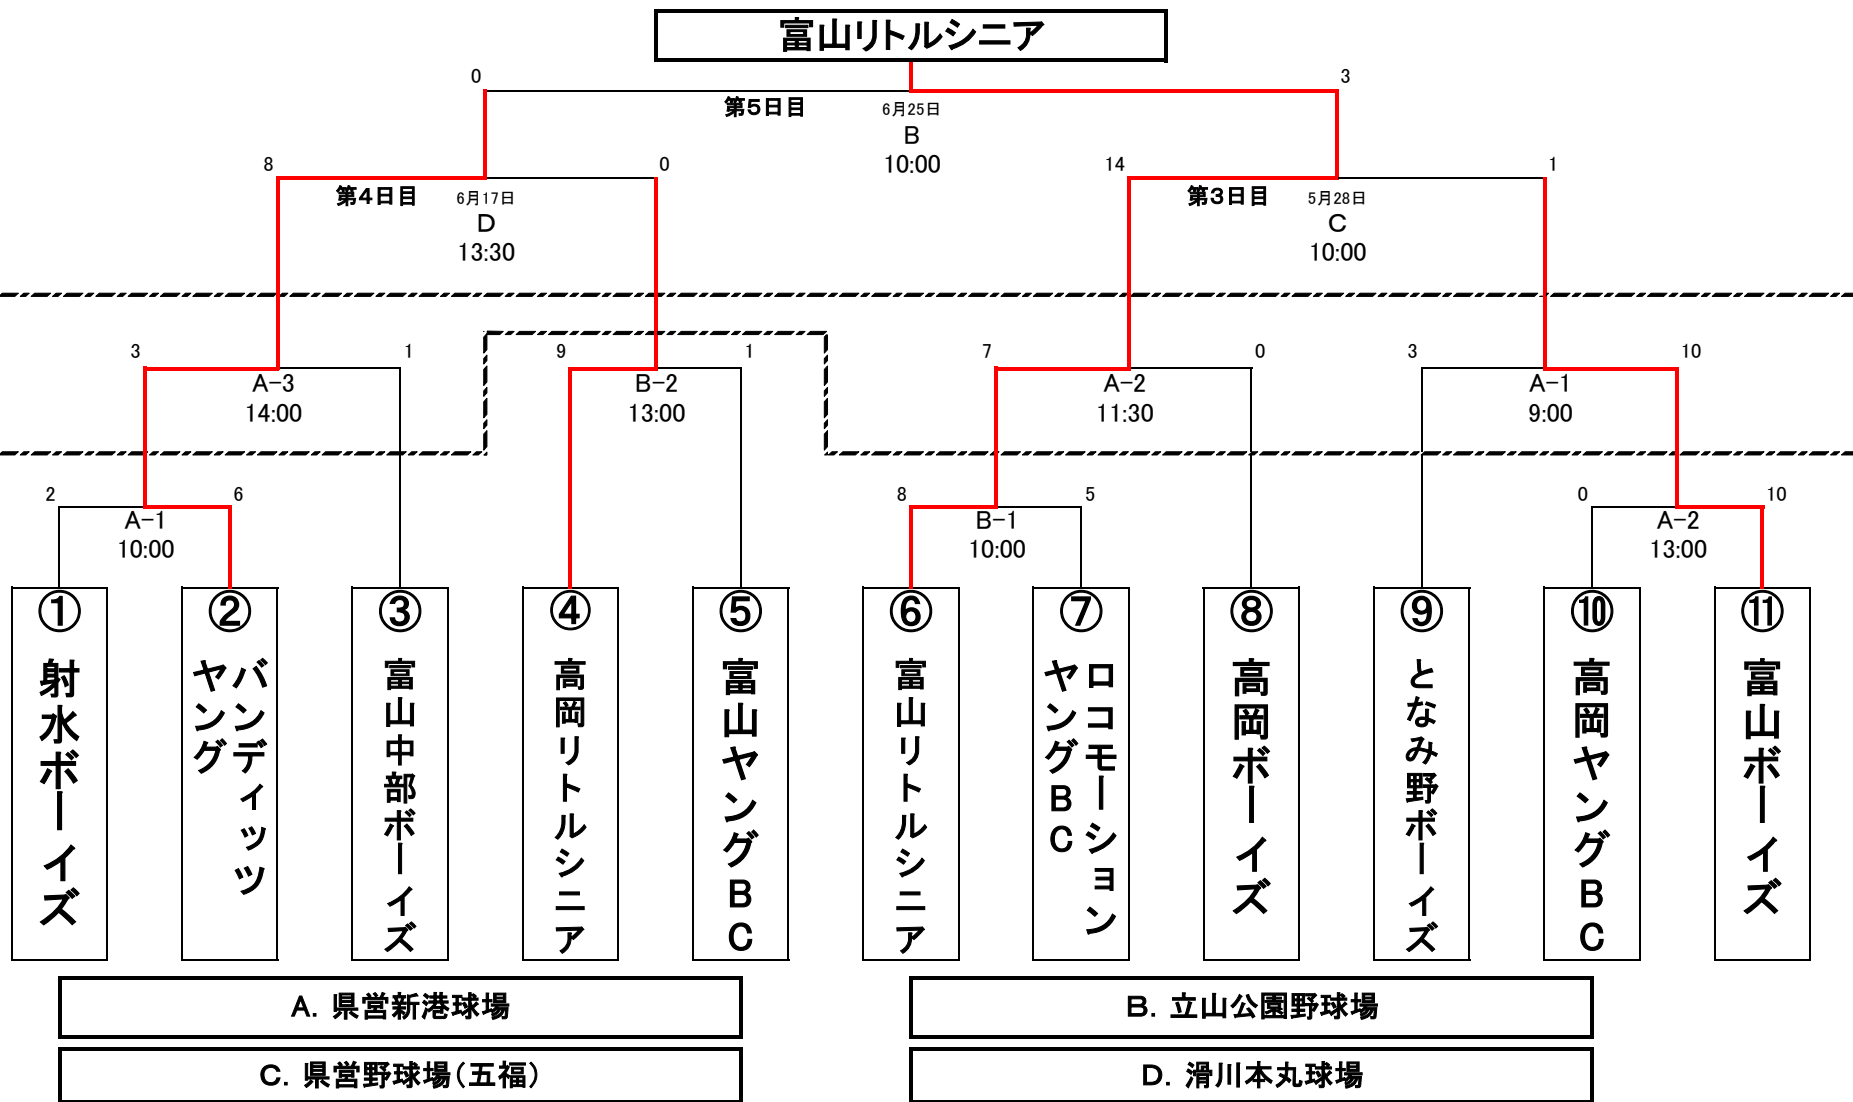 富山リトルシニア
0
3
第5日目
6月25日
B
10:00
8
0
14
1
第4日目
6月17日
D
13:30
第3日目
5月28日
C
10:00
3
1
9
1
7
0
3
10
A-3
14:00
B-2
13:00
A-2
11:30
A-1
9:00
2
6
8
5
0
10
A-1
10:00
B-1
10:00
A-2
13:00
①
射水ボーイズ
②
バンディッツ
ヤング
③
富山中部ボーイズ
④
高岡リトルシニア
⑤
富山ヤングBC
⑥
富山リトルシニア
⑦
ロコモーション
ヤングBC
⑧
高岡ボーイズ
⑨
となみ野ボーイズ
⑩
高岡ヤングBC
⑪
富山ボーイズ
A. 県営新港球場
B. 立山公園野球場
C. 県営野球場(五福)
D. 滑川本丸球場